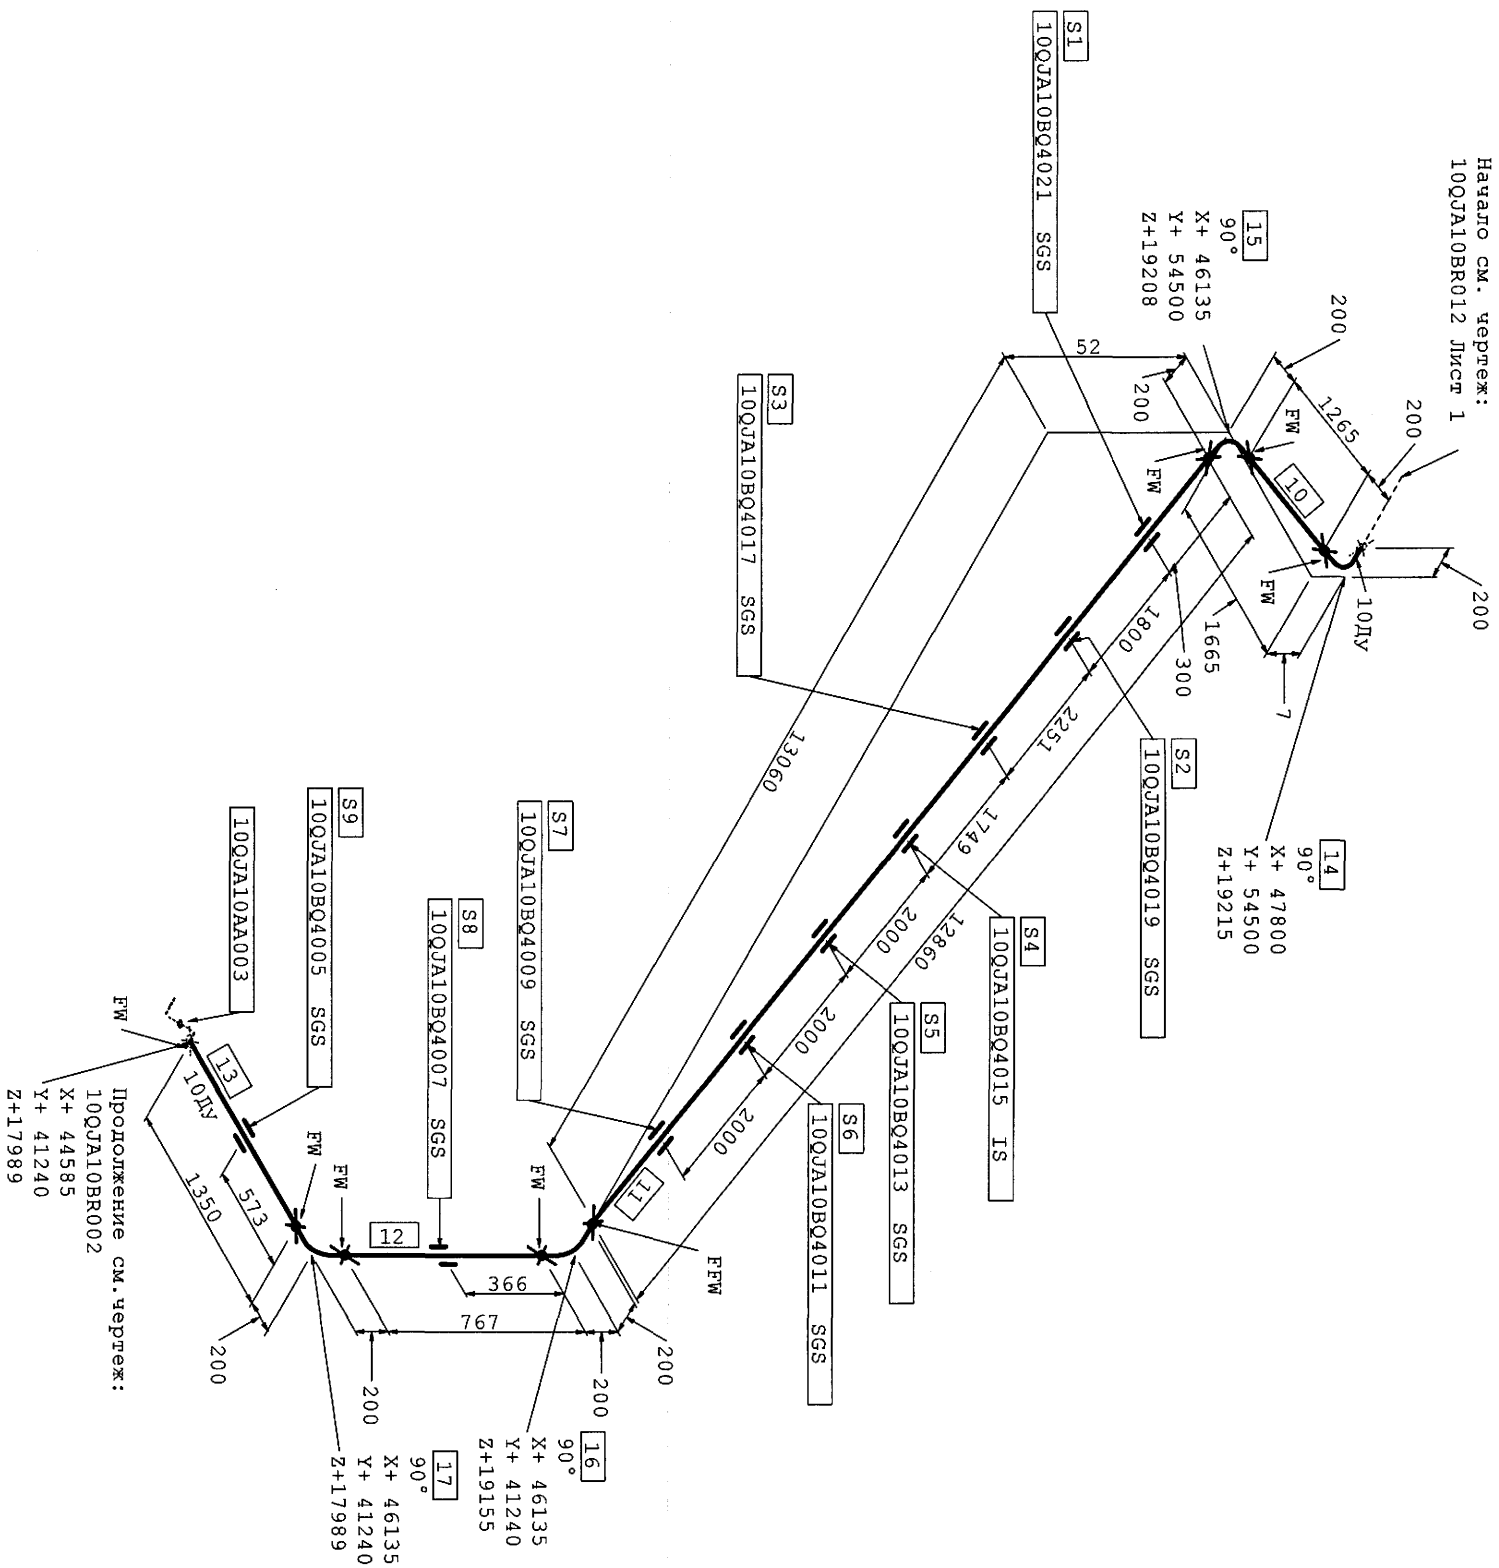 Начало см. чертеж:
10QJA10BR012 Лист 1
200
1265
200
200
10
FW
FW
10ДУ
7
1665
14
90°
X+ 47800
Y+ 54500
Z+19215
15
90°
X+ 46135
Y+ 54500
Z+19208
52
200
FW
S1
10QJA10BQ4021 SGS
300
1800
S2
10QJA10BQ4019 SGS
2251
S3
10QJA10BQ4017 SGS
1749
S4
10QJA10BQ4015 IS
2000
12860
13060
S5
10QJA10BQ4013 SGS
2000
S6
10QJA10BQ4011 SGS
2000
S7
10QJA10BQ4009 SGS
11
FFW
200
200
16
90°
X+ 46135
Y+ 41240
Z+19155
FW
366
767
S8
10QJA10BQ4007 SGS
12
FW
200
17
90°
X+ 46135
Y+ 41240
Z+17989
FW
200
573
1350
S9
10QJA10BQ4005 SGS
13
10ДУ
10QJA10AA003
FW
Продолжение см.чертеж:
10QJA10BR002
X+ 44585
Y+ 41240
Z+17989